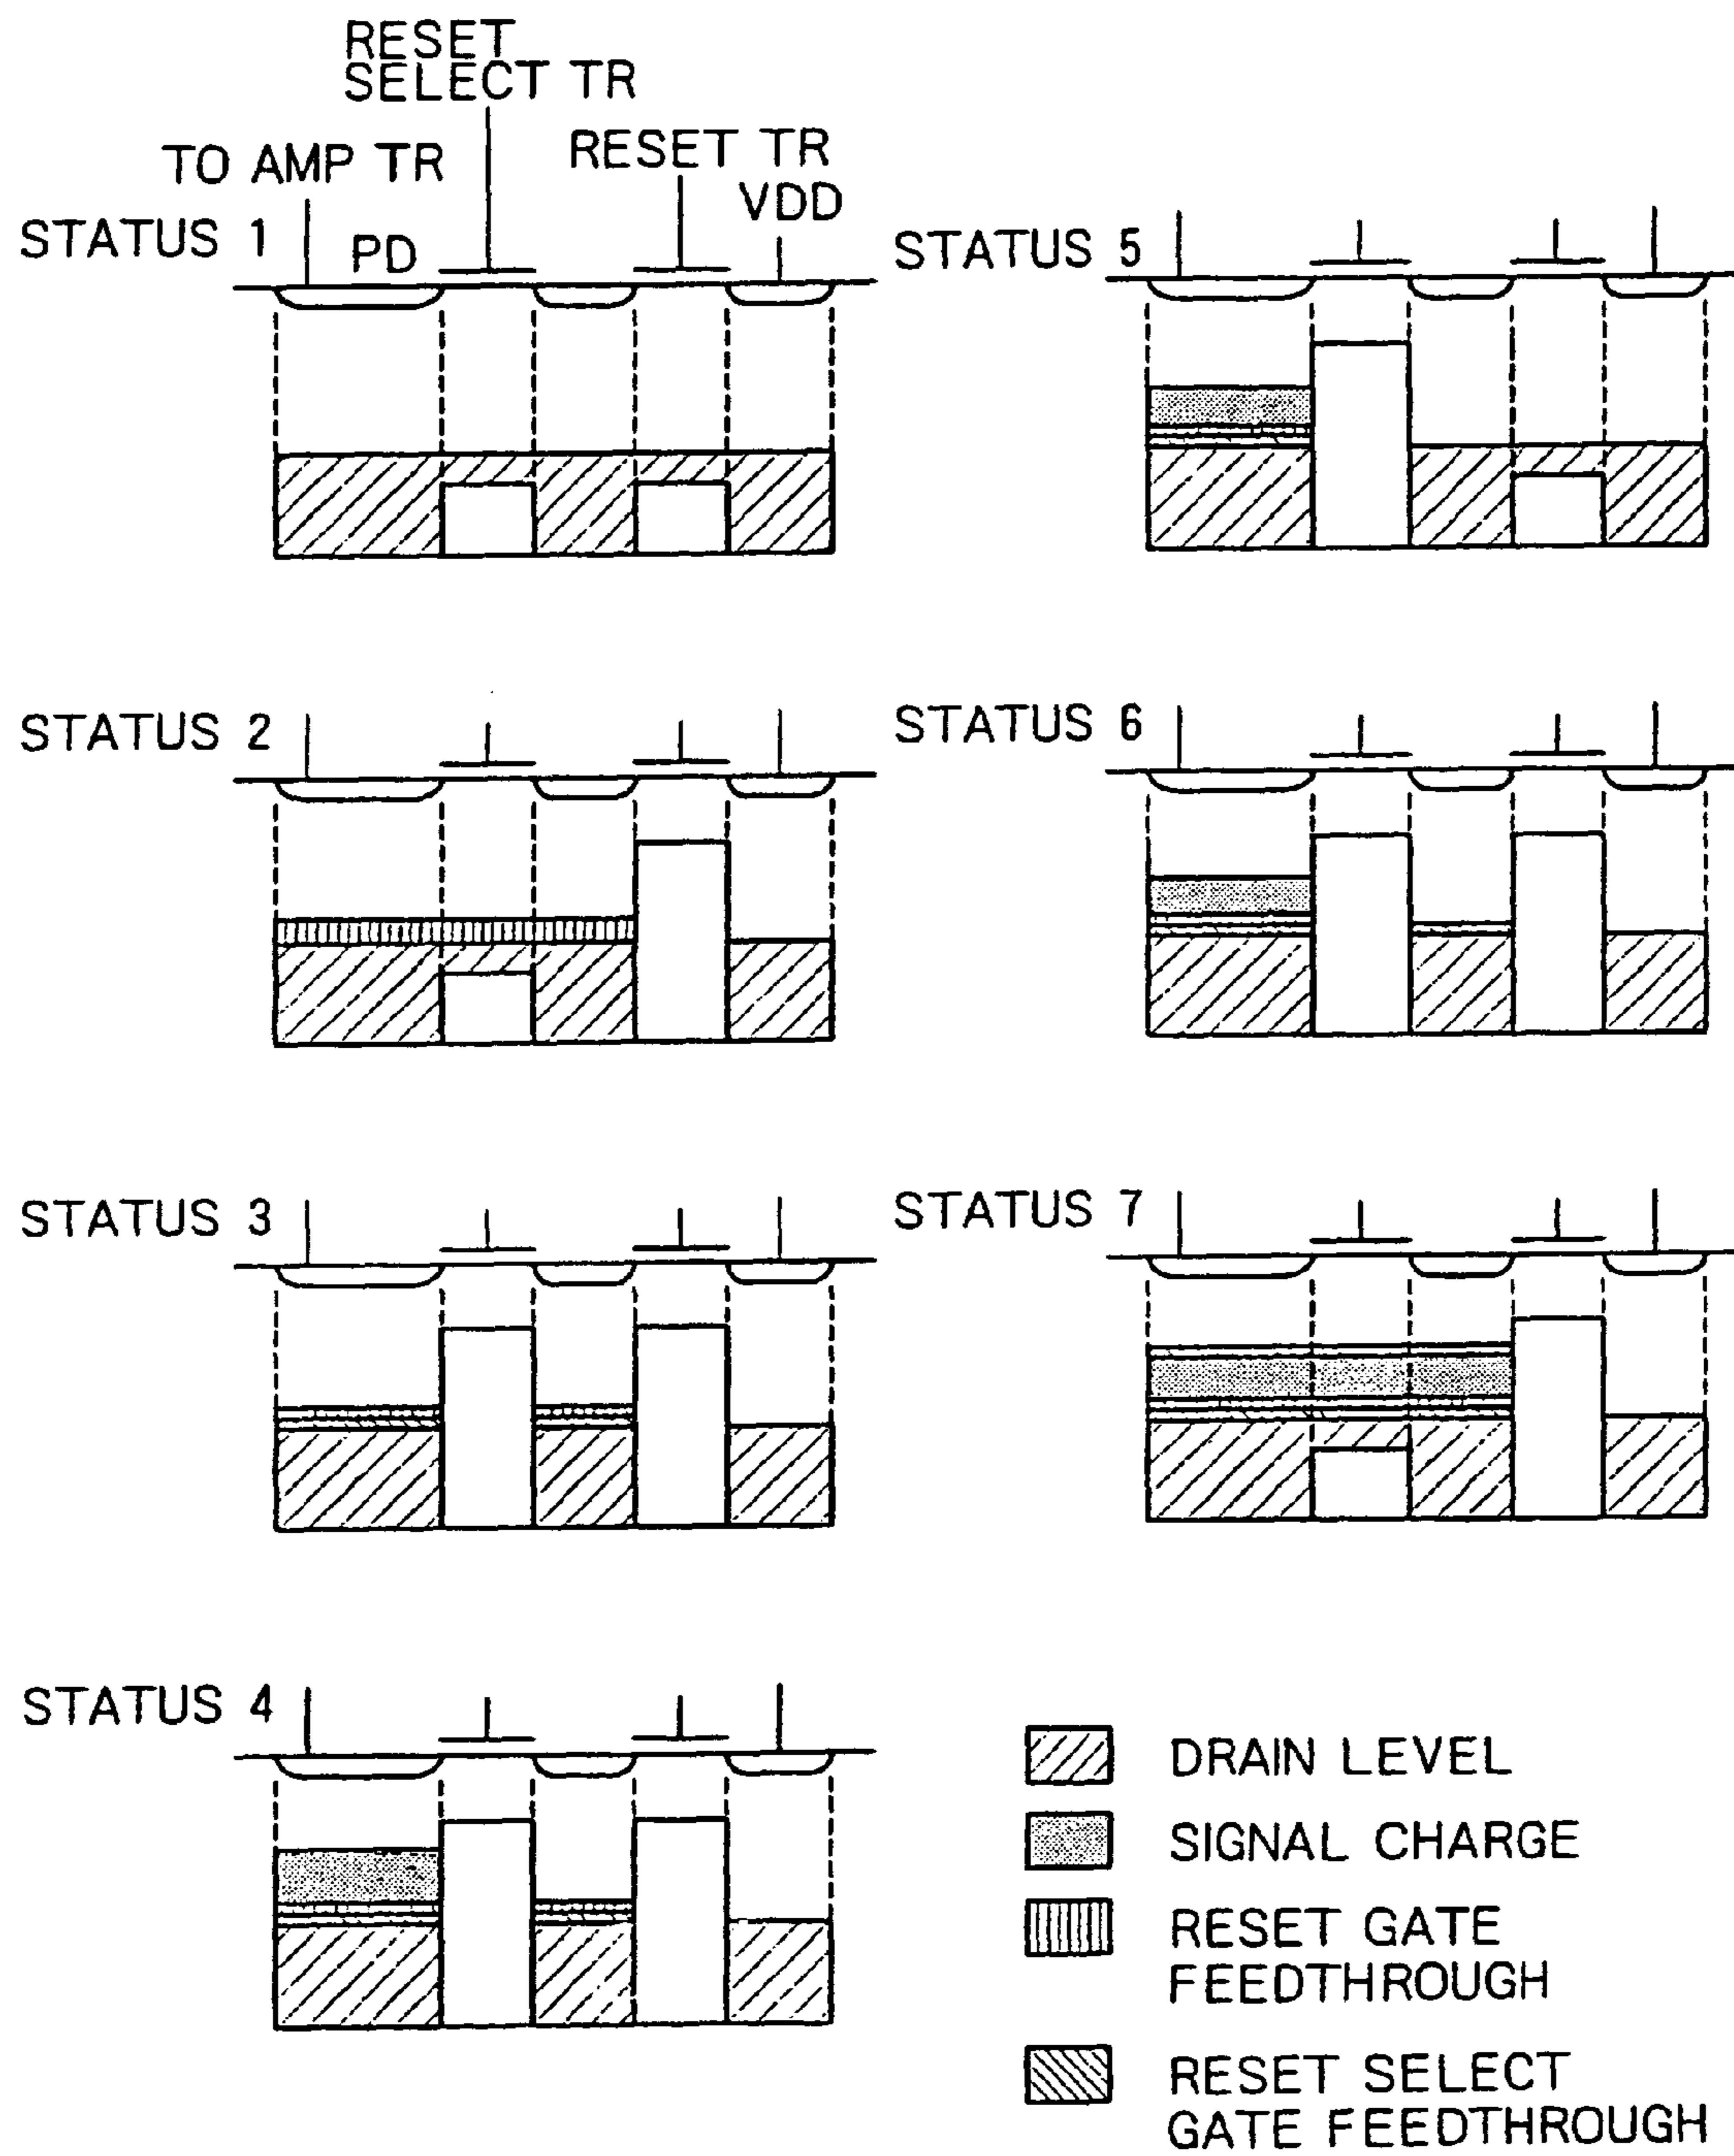 RESET
SELECT TR
TO AMP TR
RESET TR
VDD
STATUS 1
PD
STATUS 2
STATUS 3
STATUS 4
STATUS 5
STATUS 6
STATUS 7
DRAIN LEVEL
SIGNAL CHARGE
RESET GATE
FEEDTHROUGH
RESET SELECT
GATE FEEDTHROUGH